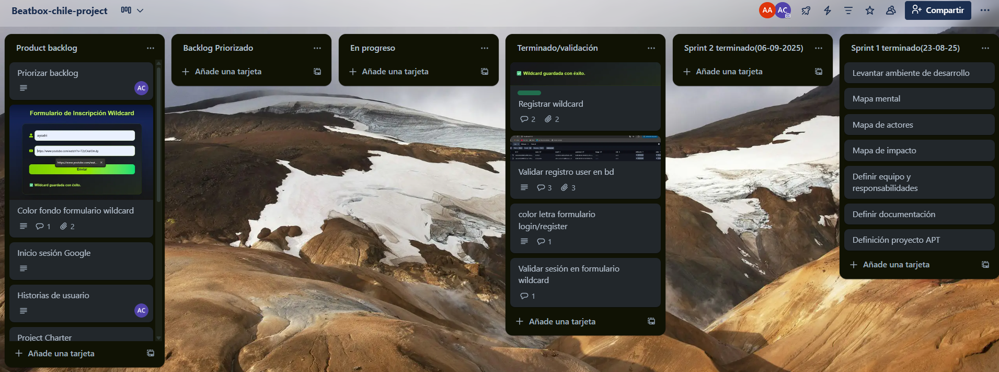 Beatbox-chile-project
AA
AC
Compartir
Product backlog
Priorizar backlog
AC
Formulario de Inscripción Wildcard
aycatri
https://www.youtube.com/wat...
Enviar
Wildcard guardada con éxito.
Color fondo formulario wildcard
1
2
Inicio sesión Google
Historias de usuario
AC
Project Charter
Añade una tarjeta
Backlog Priorizado
Añade una tarjeta
En progreso
Añade una tarjeta
Terminado/validación
Wildcard guardada con éxito.
Registrar wildcard
2
2
Validar registro user en bd
3
3
color letra formulario
login/register
1
Validar sesión en formulario
wildcard
1
Añade una tarjeta
Sprint 2 terminado(06-09-2025)
Añade una tarjeta
Sprint 1 terminado(23-08-25)
Levantar ambiente de desarrollo
Mapa mental
Mapa de actores
Mapa de impacto
Definir equipo y
responsabilidades
Definir documentación
Definición proyecto APT
Añade una tarjeta